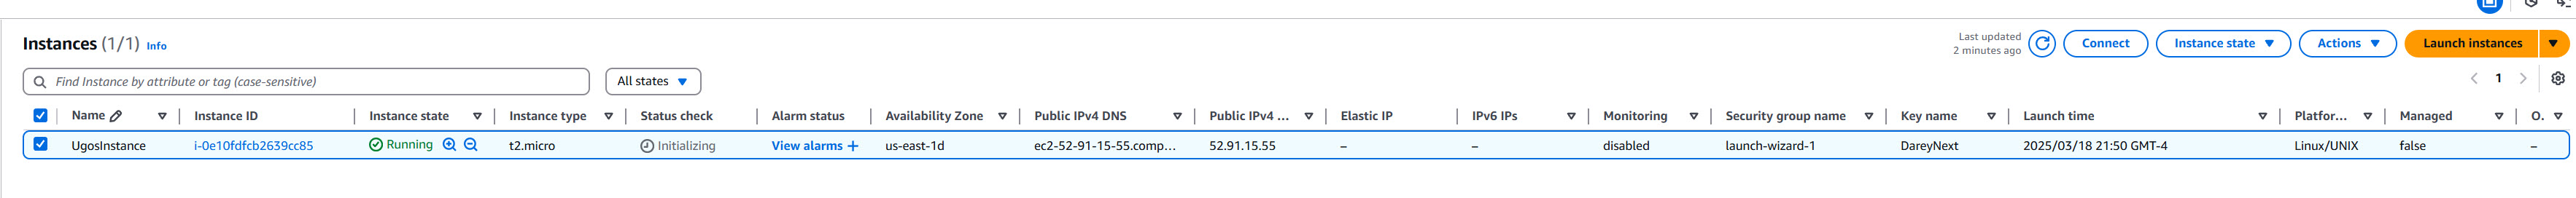 Instances (1/1) Info
Last updated
2 minutes ago
Connect
Instance state
Actions
Launch instances
Find Instance by attribute or tag (case-sensitive)
All states
1
Name Instance ID Instance state Instance type Status check Alarm status Availability Zone Public IPv4 DNS Public IPv4 ... Elastic IP IPv6 IPs Monitoring Security group name Key name Launch time Platfor... Managed O.
UgosInstance i-0e10fdfcb2639cc85 Running t2.micro Initializing View alarms + us-east-1d ec2-52-91-15-55.comp... 52.91.15.55 – – disabled launch-wizard-1 DareyNext 2025/03/18 21:50 GMT-4 Linux/UNIX false –